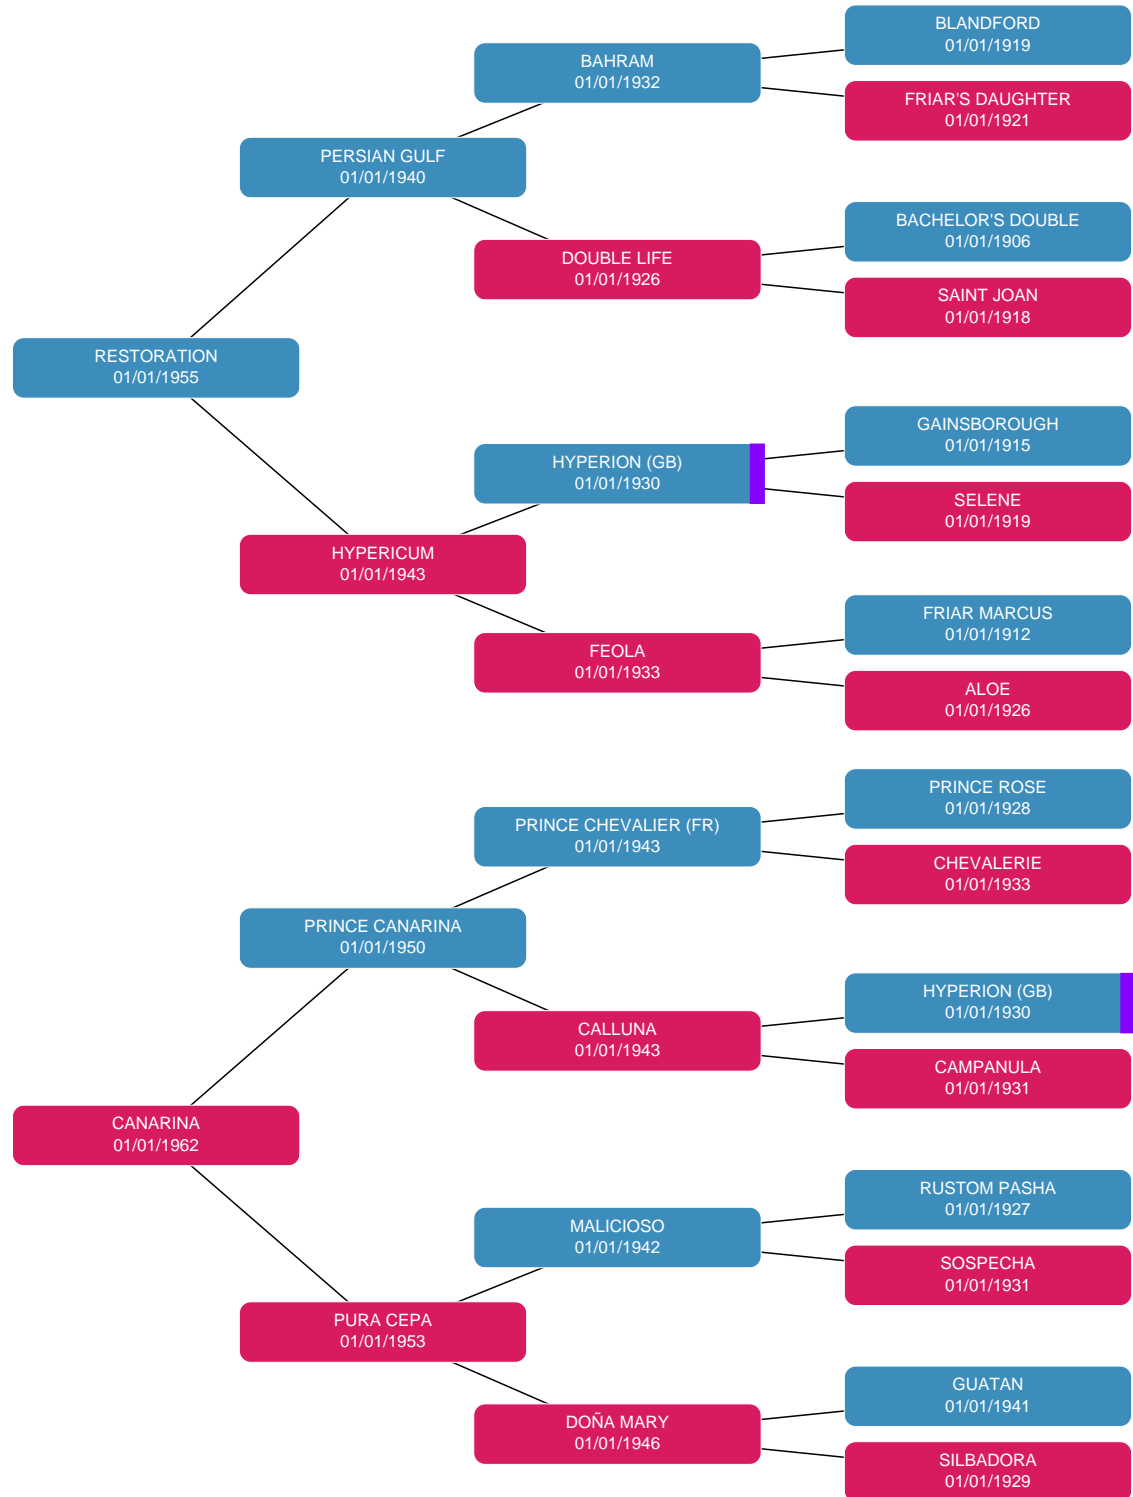 BLANDFORD
01/01/1919
BAHRAM
01/01/1932
FRIAR'S DAUGHTER
01/01/1921
PERSIAN GULF
01/01/1940
BACHELOR'S DOUBLE
01/01/1906
DOUBLE LIFE
01/01/1926
SAINT JOAN
01/01/1918
RESTORATION
01/01/1955
GAINSBOROUGH
01/01/1915
HYPERION (GB)
01/01/1930
SELENE
01/01/1919
HYPERICUM
01/01/1943
FRIAR MARCUS
01/01/1912
FEOLA
01/01/1933
ALOE
01/01/1926
PRINCE ROSE
01/01/1928
PRINCE CHEVALIER (FR)
01/01/1943
CHEVALERIE
01/01/1933
PRINCE CANARINA
01/01/1950
HYPERION (GB)
01/01/1930
CALLUNA
01/01/1943
CAMPANULA
01/01/1931
CANARINA
01/01/1962
RUSTOM PASHA
01/01/1927
MALICIOSO
01/01/1942
SOSPECHA
01/01/1931
PURA CEPA
01/01/1953
GUATAN
01/01/1941
DOÑA MARY
01/01/1946
SILBADORA
01/01/1929